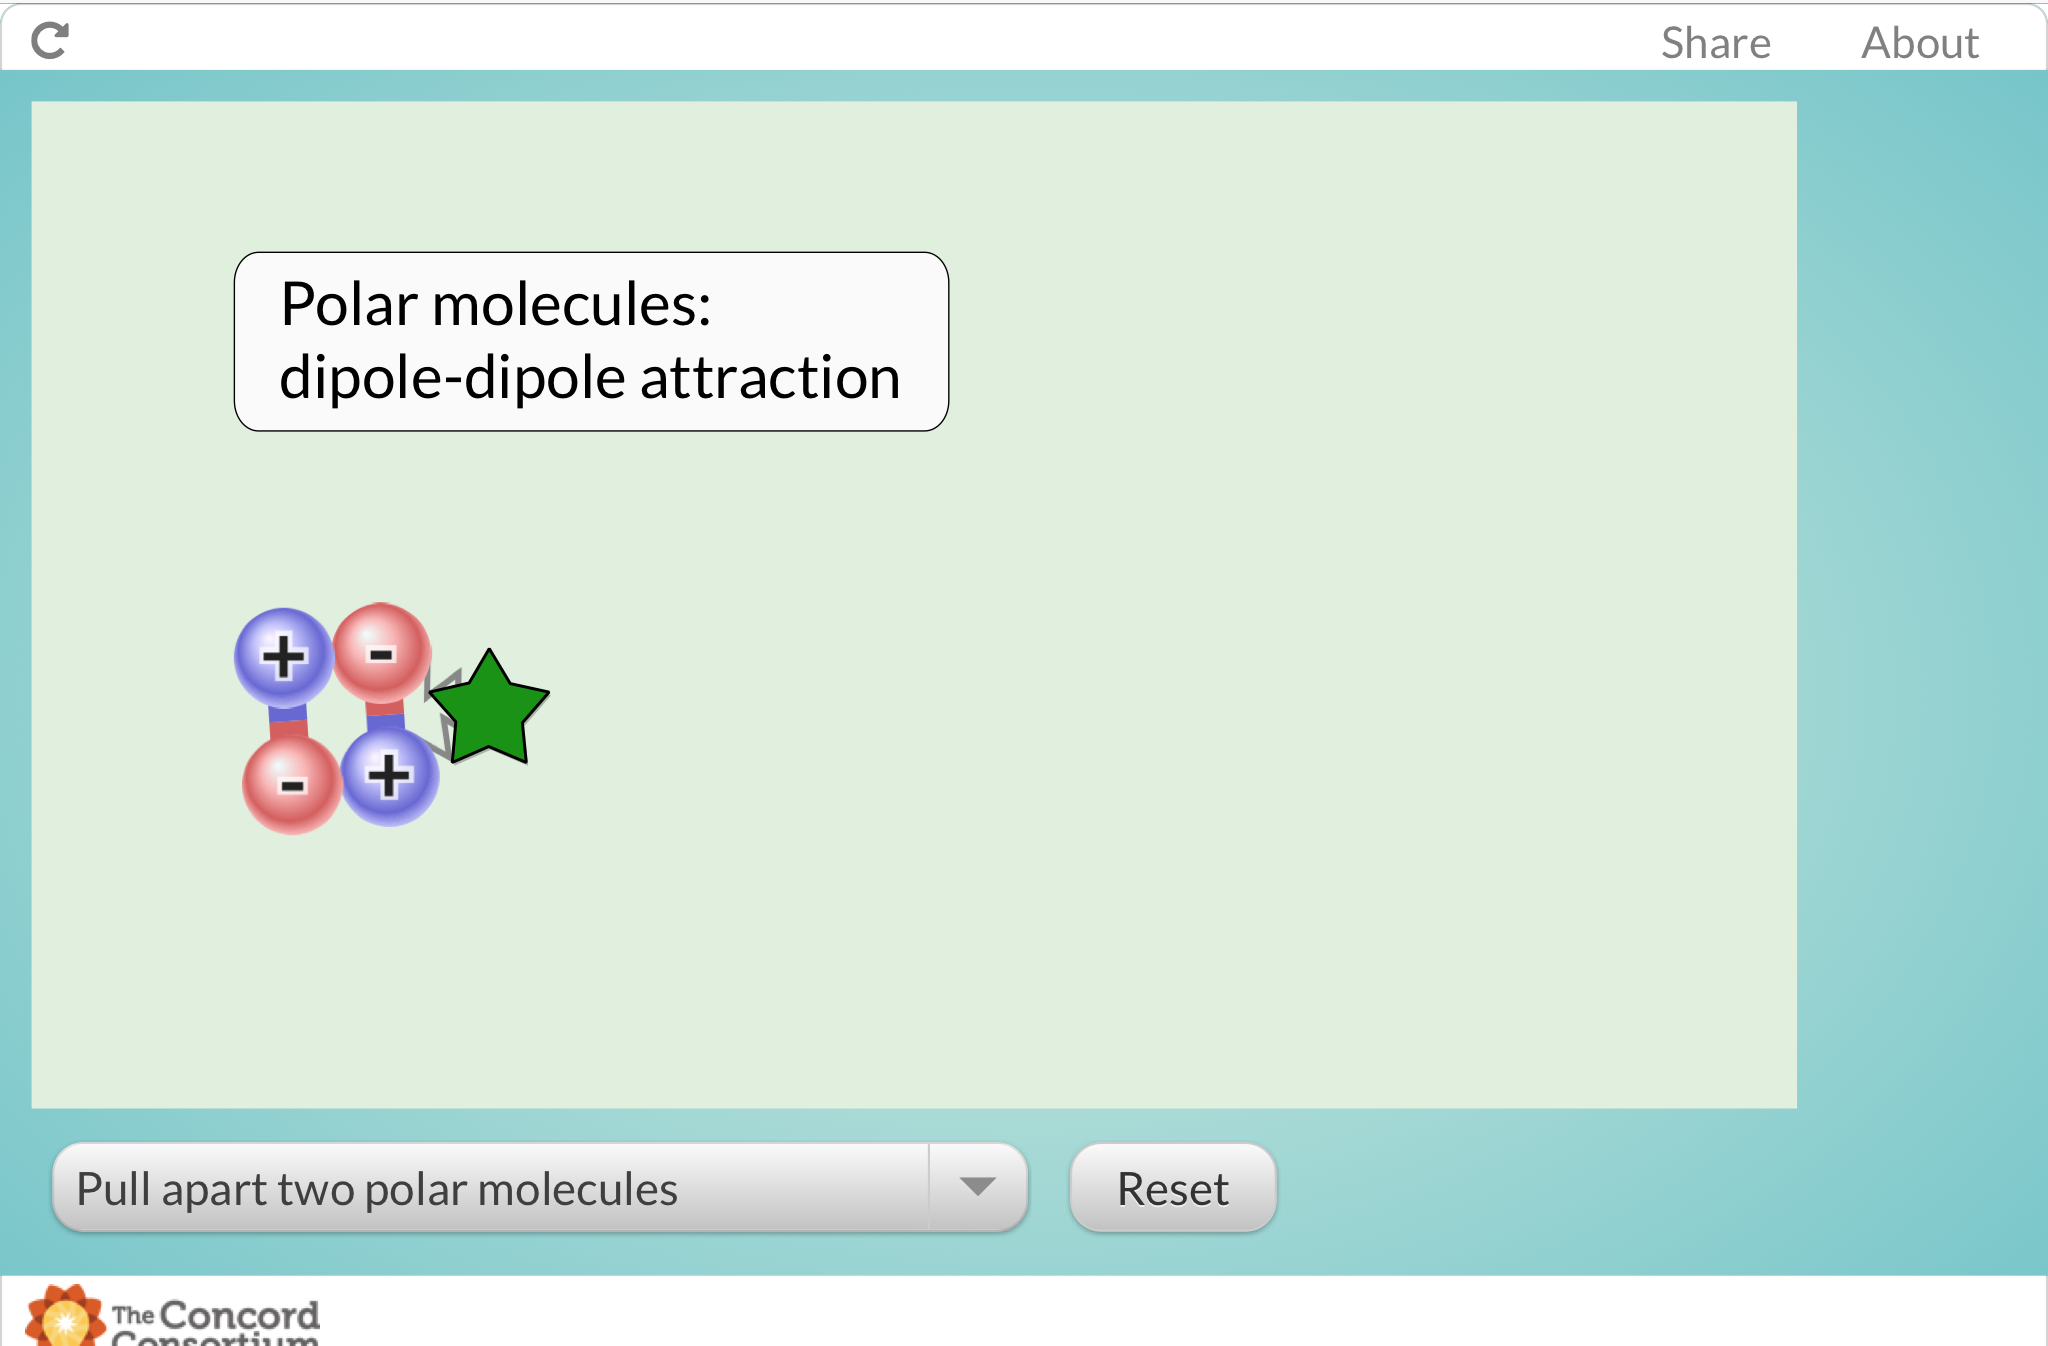 Share About
Polar molecules:
dipole-dipole attraction
+ -
- +
Pull apart two polar molecules
Reset
The Concord
Consortium